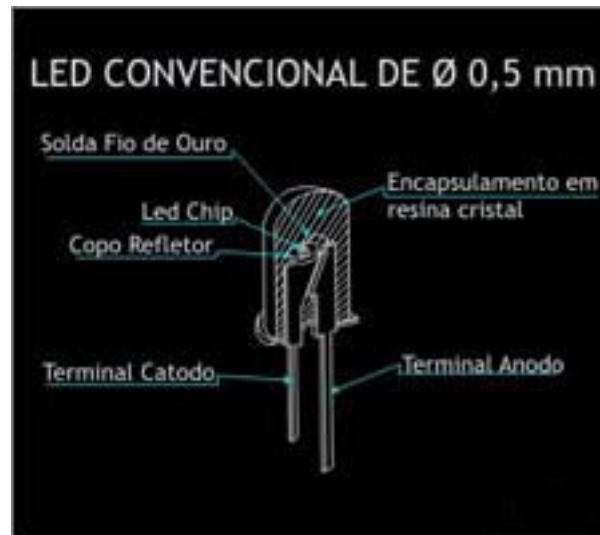 LED CONVENCIONAL DE Ø 0,5 mm
Solda Fio de Ouro
Encapsulamento em
resina cristal
Led Chip
Copo Refletor
Terminal Catodo
Terminal Anodo